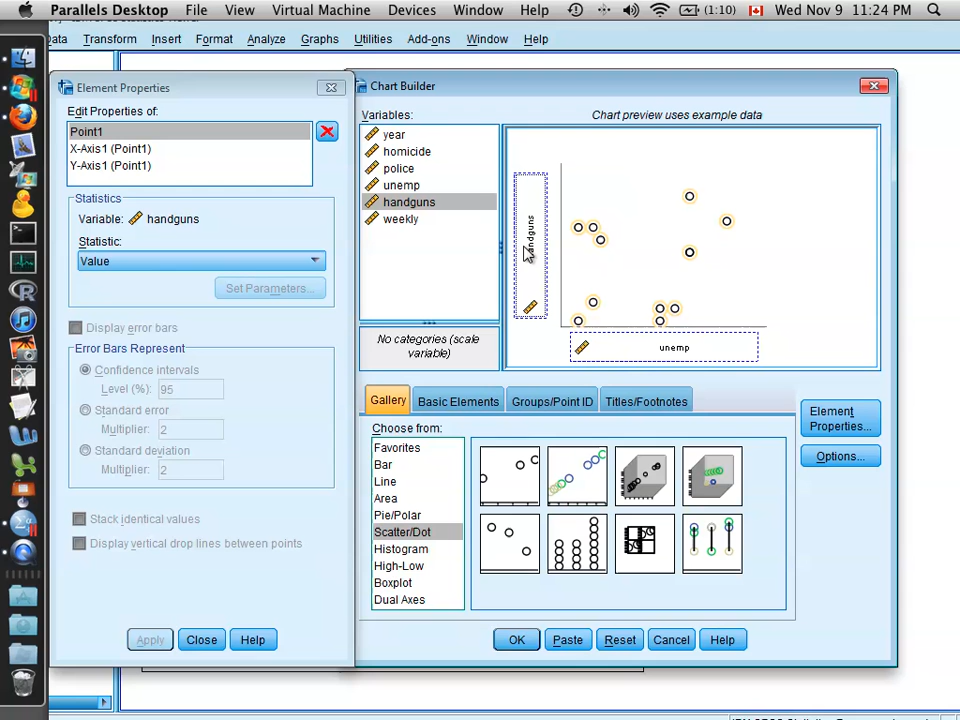 Parallels Desktop File View Virtual Machine Devices Window Help (1:10) Wed Nov 9 11:24 PM
Data Transform Insert Format Analyze Graphs Utilities Add-ons Window Help
Element Properties
Edit Properties of:
Point1
X-Axis1 (Point1)
Y-Axis1 (Point1)
Statistics
Variable: handguns
Statistic:
Value
Set Parameters...
Display error bars
Error Bars Represent
Confidence intervals
Level (%): 95
Standard error
Multiplier: 2
Standard deviation
Multiplier: 2
Stack identical values
Display vertical drop lines between points
Apply Close Help
Chart Builder
Variables:
year
homicide
police
unemp
handguns
weekly
No categories (scale
variable)
Chart preview uses example data
handguns
unemp
Gallery Basic Elements Groups/Point ID Titles/Footnotes
Choose from:
Favorites
Bar
Line
Area
Pie/Polar
Scatter/Dot
Histogram
High-Low
Boxplot
Dual Axes
Element
Properties...
Options...
OK Paste Reset Cancel Help